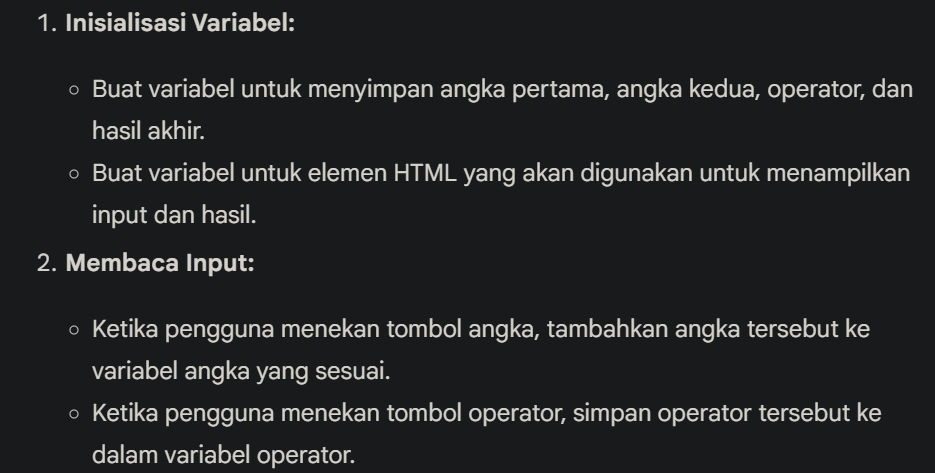 1. Inisialisasi Variabel:
○ Buat variabel untuk menyimpan angka pertama, angka kedua, operator, dan
hasil akhir.
○ Buat variabel untuk elemen HTML yang akan digunakan untuk menampilkan
input dan hasil.
2. Membaca Input:
○ Ketika pengguna menekan tombol angka, tambahkan angka tersebut ke
variabel angka yang sesuai.
○ Ketika pengguna menekan tombol operator, simpan operator tersebut ke
dalam variabel operator.